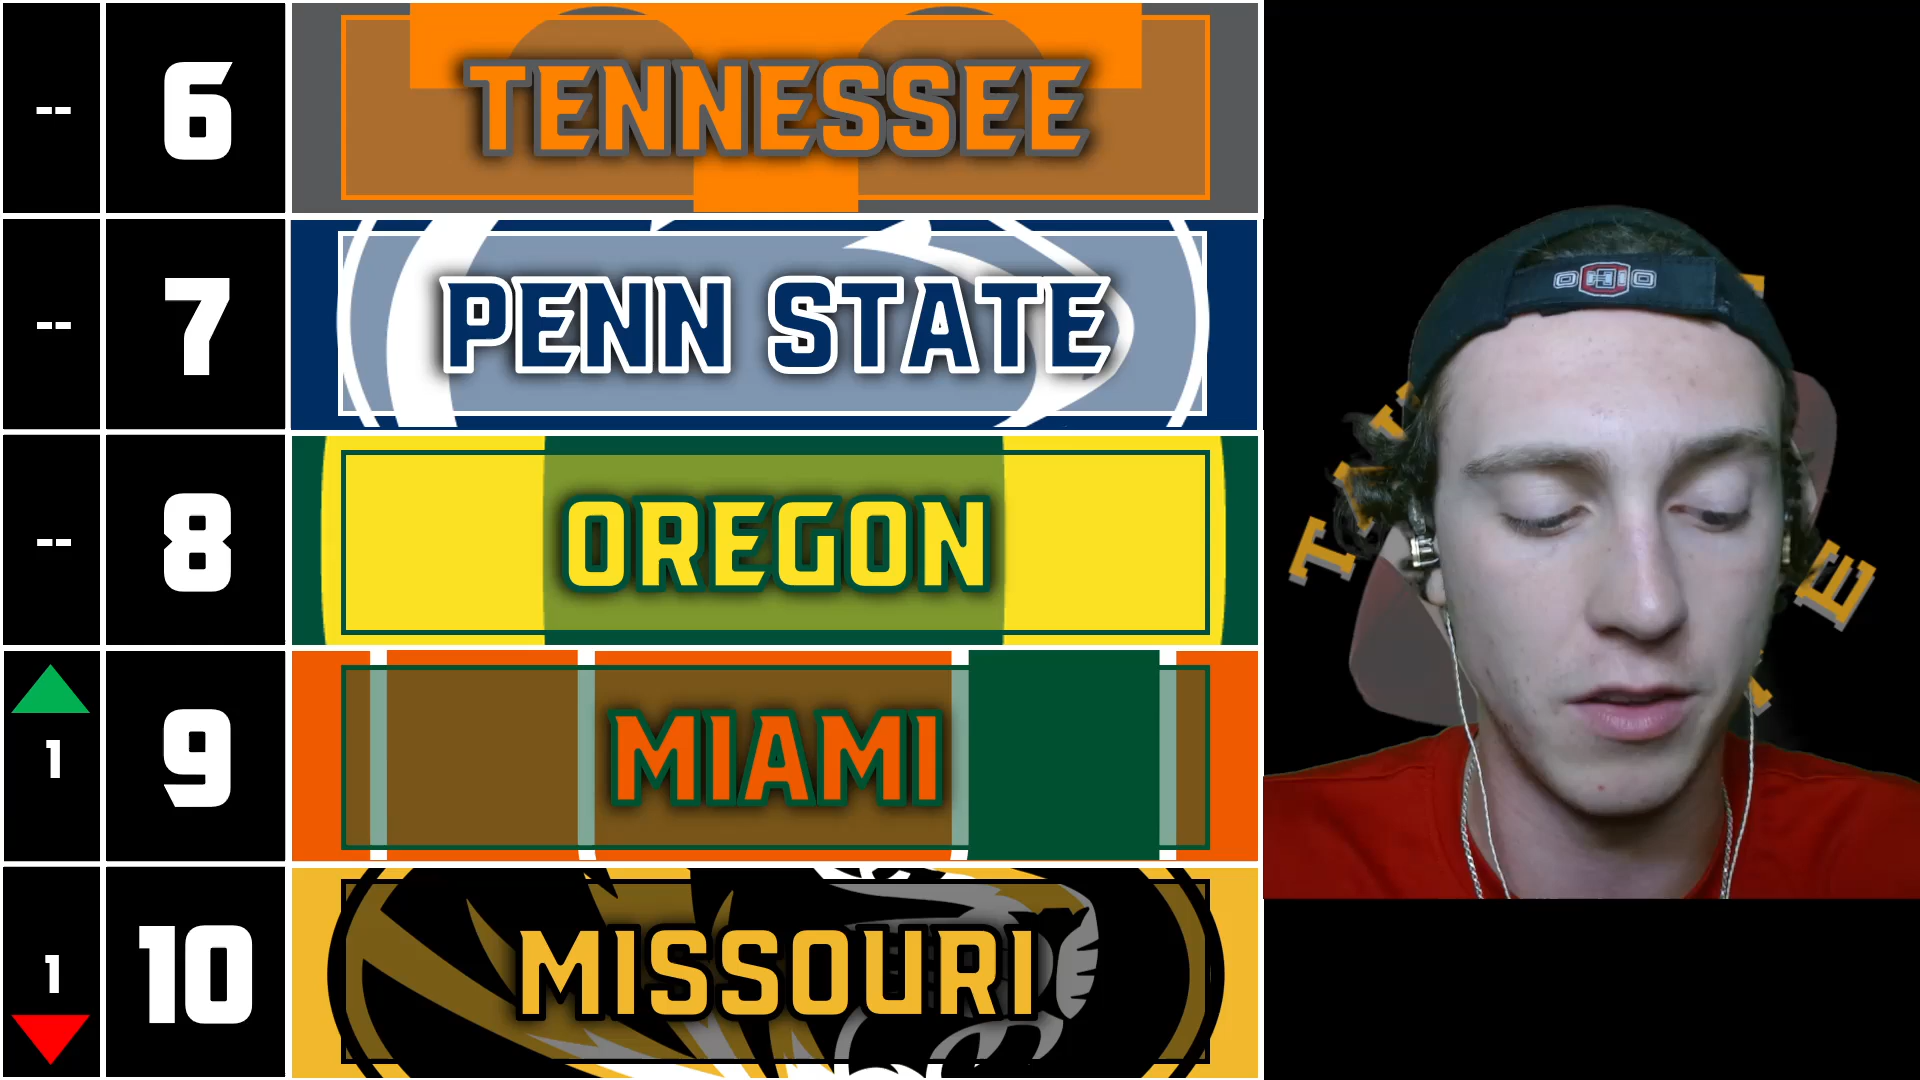 -- 6 TENNESSEE
-- 7 PENN STATE
-- 8 OREGON
1 9 MIAMI
1 10 MISSOURI
OHIO
T
E